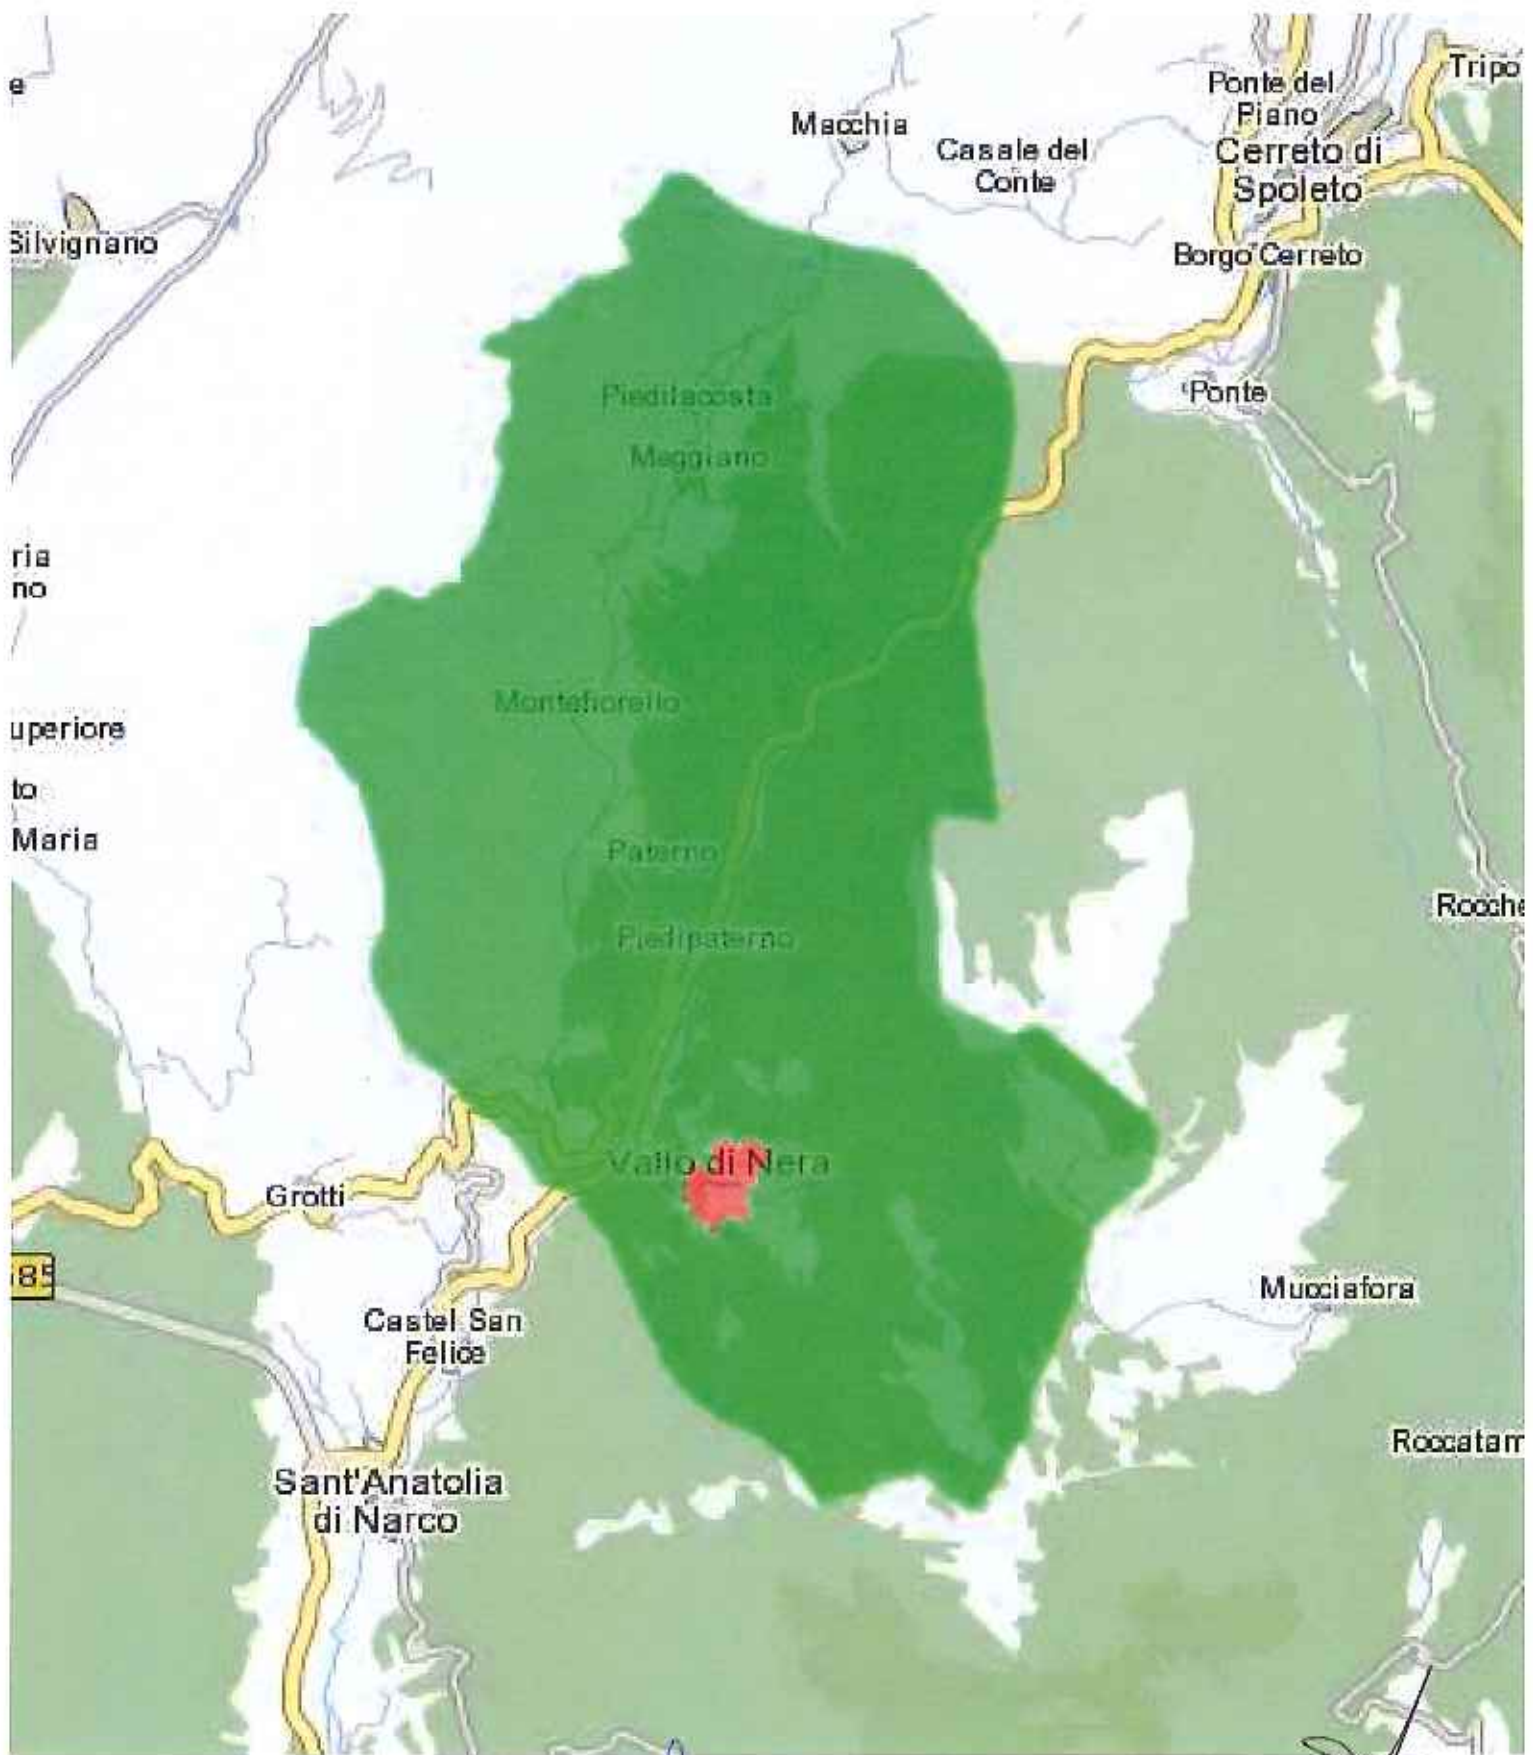 Tripo
Ponte del
Piano
e
Macchia
Casale del
Conte
Cerreto di
Spoleto
Silvignano
Borgo Cerreto
Ponte
Piedilacosta
Meggiano
ria
no
Montefiorello
uperiore
to
Maria
Paterno
Rocche
Piedipaterno
Vallo di Nera
Grotti
685
Mucciafora
Castel San
Felice
Roccatam
Sant'Anatolia
di Narco